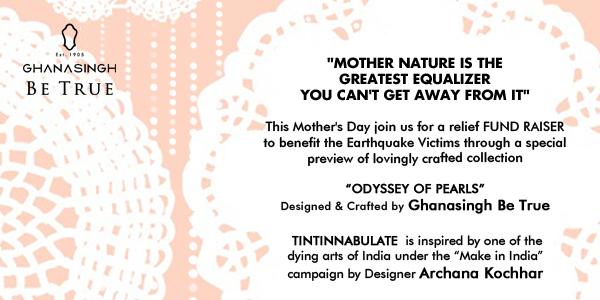 Est. 1905
GHANASINGH
BE TRUE
"MOTHER NATURE IS THE
GREATEST EQUALIZER
YOU CAN'T GET AWAY FROM IT"
This Mother's Day join us for a relief FUND RAISER
to benefit the Earthquake Victims through a special
preview of lovingly crafted collection
“ODYSSEY OF PEARLS”
Designed & Crafted by Ghanasingh Be True
TINTINNABULATE is inspired by one of the
dying arts of India under the “Make in India”
campaign by Designer Archana Kochhar